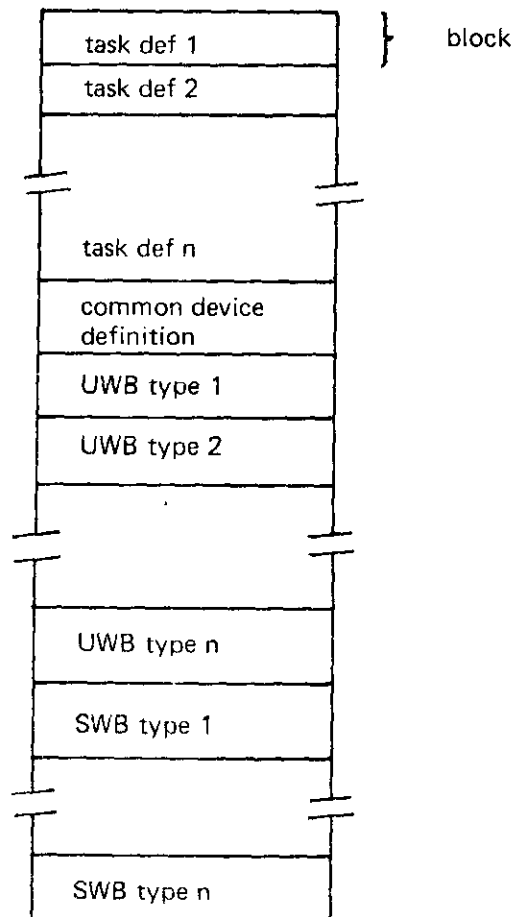 task def 1
block
task def 2
task def n
common device
definition
UWB type 1
UWB type 2
UWB type n
SWB type 1
SWB type n